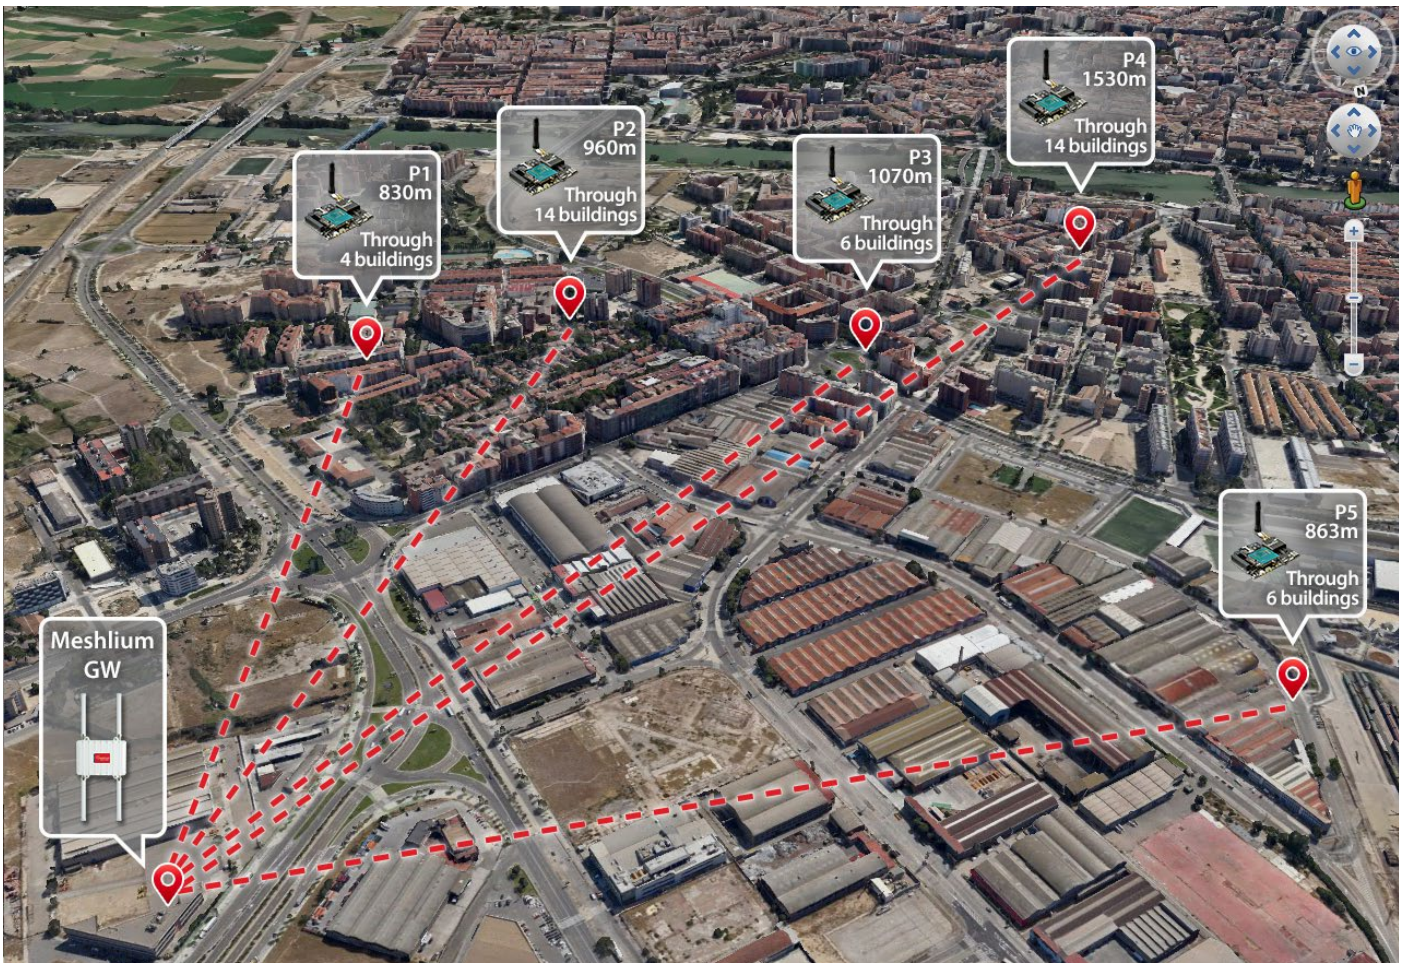 P4
1530m
Through
14 buildings
P2
960m
Through
14 buildings
P3
1070m
Through
6 buildings
P1
830m
Through
4 buildings
P5
863m
Through
6 buildings
Meshlium
GW
N